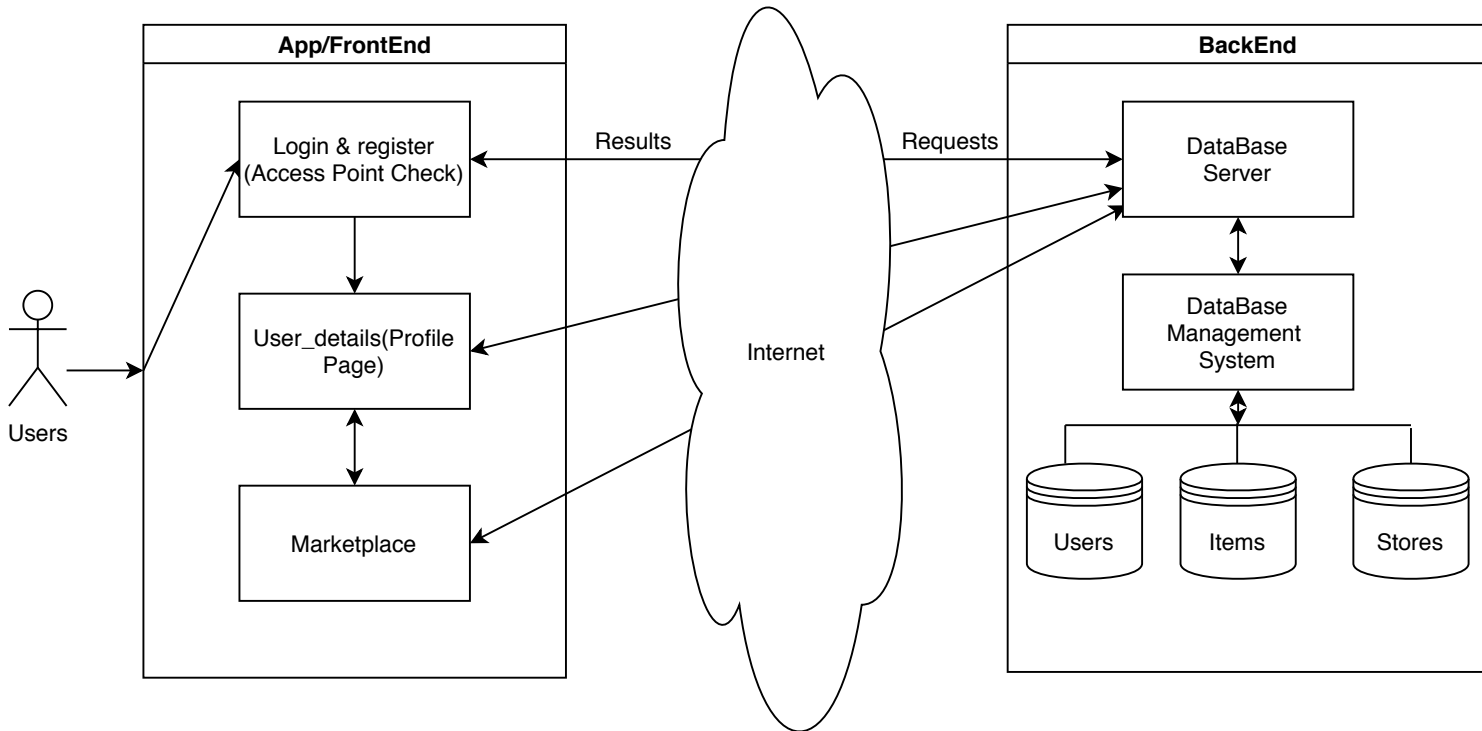 App/FrontEnd
BackEnd
Login & register
(Access Point Check)
Results
Requests
DataBase
Server
User_details(Profile
Page)
Internet
DataBase
Management
System
Users
Marketplace
Users
Items
Stores